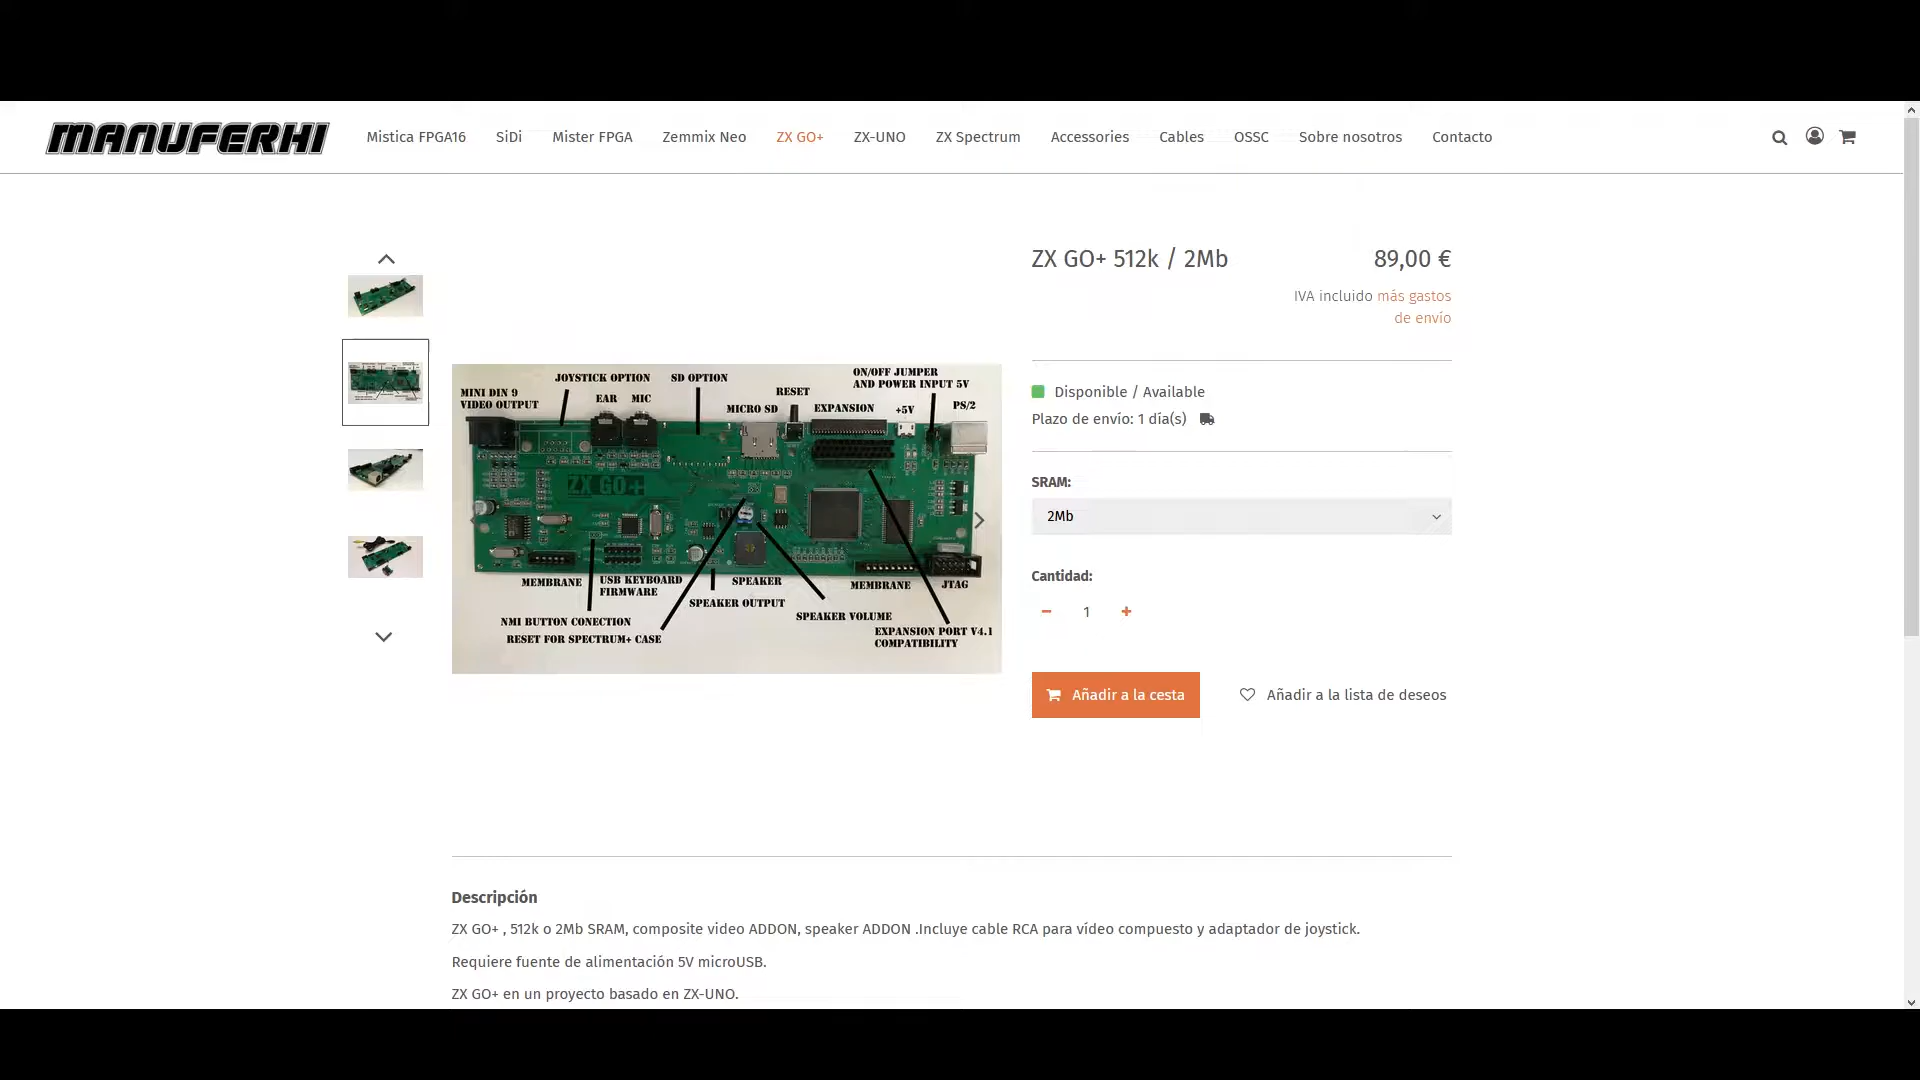 MANUFERHI Mistica FPGA16 SiDi Mister FPGA Zemmix Neo ZX GO+ ZX-UNO ZX Spectrum Accessories Cables OSSC Sobre nosotros Contacto
ZX GO+ 512k / 2Mb 89,00 €
IVA incluido más gastos
de envío
Disponible / Available
Plazo de envío: 1 día(s)
SRAM:
2Mb
Cantidad:
1
Añadir a la cesta Añadir a la lista de deseos
MINI DIN 9
VIDEO OUTPUT
JOYSTICK OPTION
EAR MIC
SD OPTION
MICRO SD
RESET
EXPANSION
ON/OFF JUMPER
AND POWER INPUT 5V
+5V
PS/2
ZX GO+
MEMBRANE
USB KEYBOARD
FIRMWARE
SPEAKER
SPEAKER OUTPUT
MEMBRANE
JTAG
SPEAKER VOLUME
NMI BUTTON CONECTION
RESET FOR SPECTRUM+ CASE
EXPANSION PORT V4.1
COMPATIBILITY
Descripción
ZX GO+ , 512k o 2Mb SRAM, composite video ADDON, speaker ADDON .Incluye cable RCA para vídeo compuesto y adaptador de joystick.
Requiere fuente de alimentación 5V microUSB.
ZX GO+ en un proyecto basado en ZX-UNO.